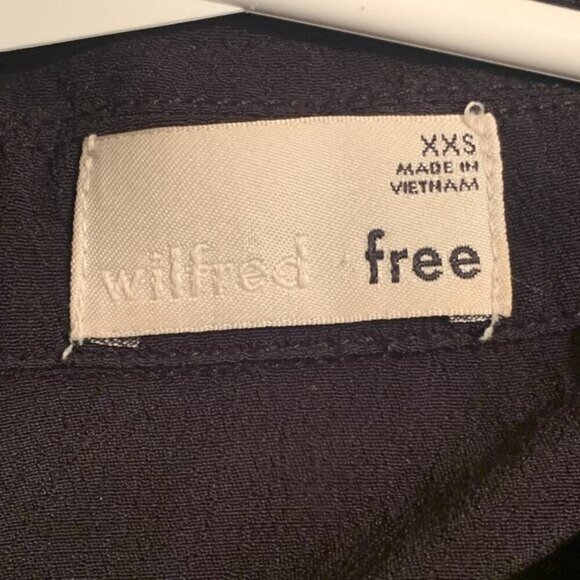 XXS
MADE IN
VIETNAM
wilfred free